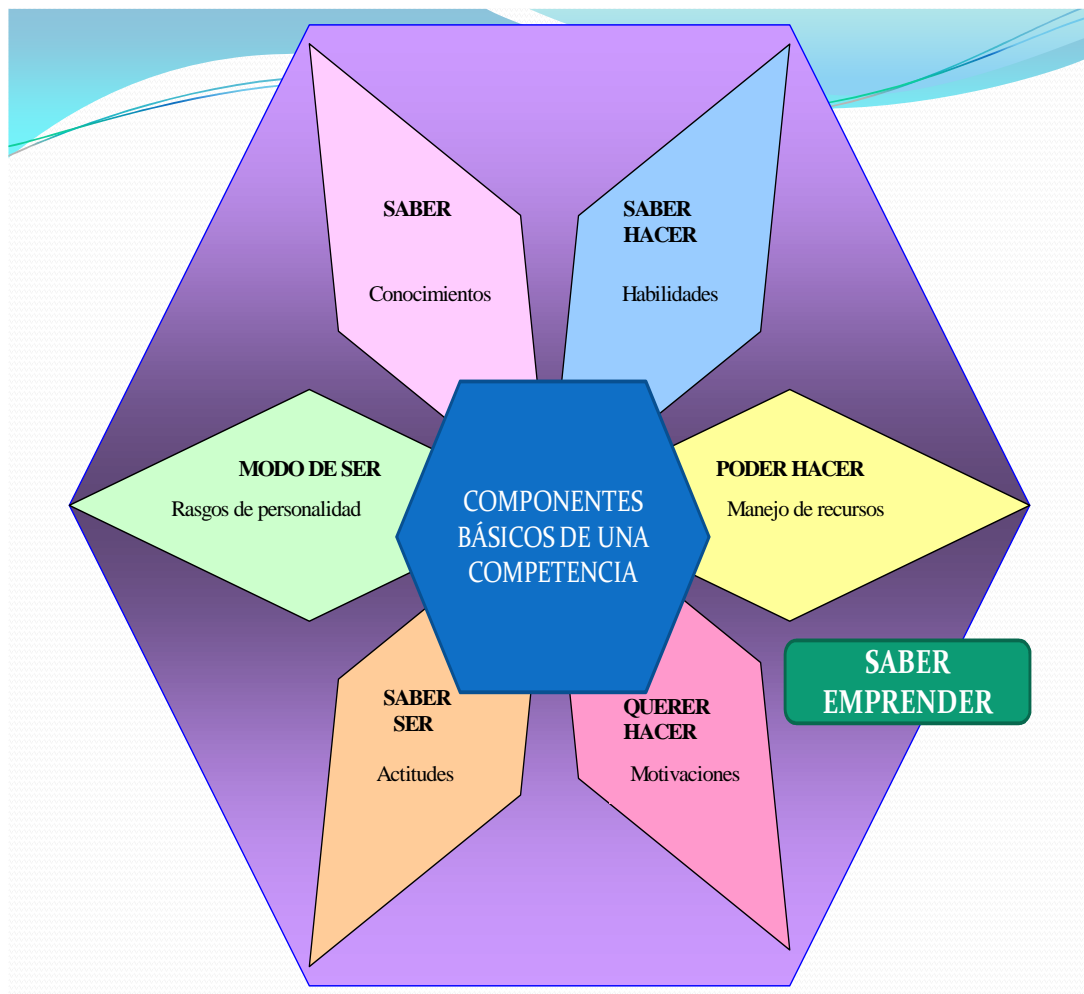 SABER
Conocimientos
SABER
HACER
Habilidades
MODO DE SER
Rasgos de personalidad
COMPONENTES
BÁSICOS DE UNA
COMPETENCIA
PODER HACER
Manejo de recursos
SABER
SER
Actitudes
QUERER
HACER
Motivaciones
SABER
EMPRENDER